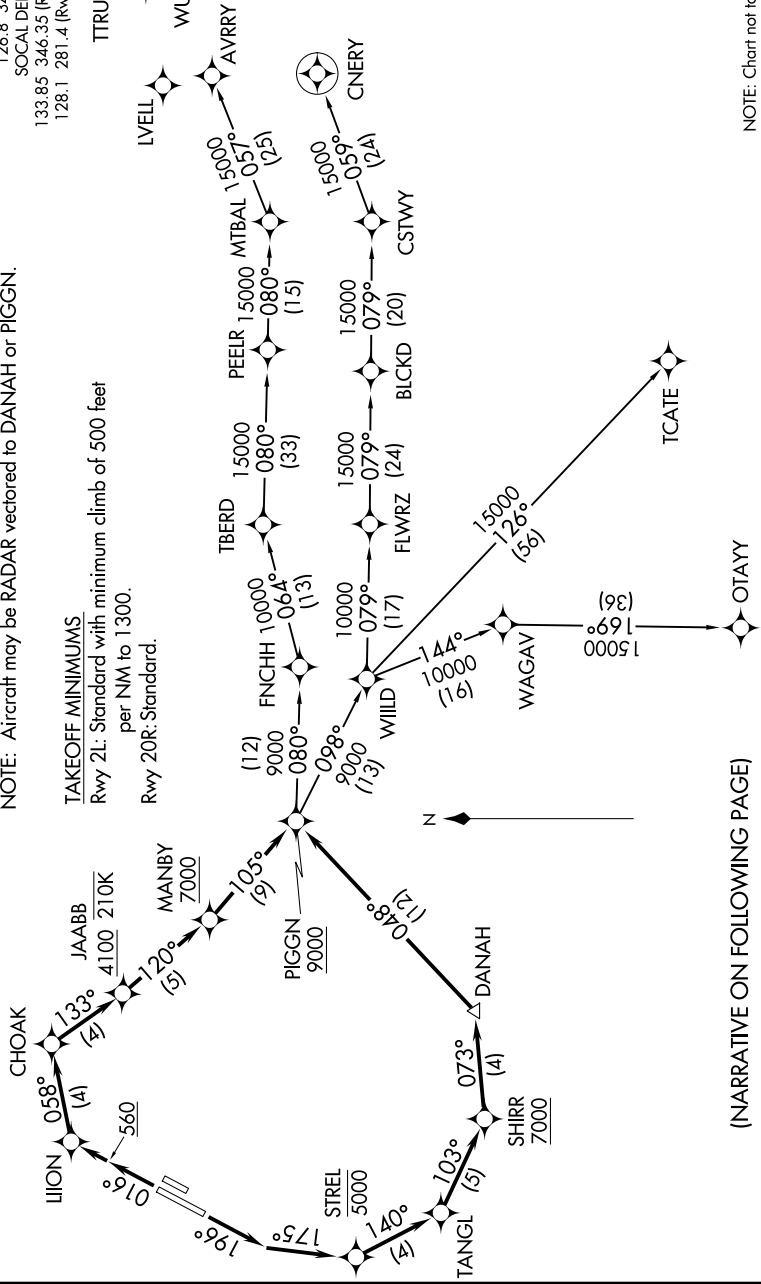 126.8
SOCAL DE
133.85 346.35 (R
128.1 281.4 (Rw
TTRU
WU
NOTE: Aircraft may be RADAR vectored to DANAH or PIGGN.
TAKEOFF MINIMUMS
Rwy 2L: Standard with minimum climb of 500 feet
per NM to 1300.
Rwy 20R: Standard.
LVELL
AVRRY
15000
057°
(25)
MTBAL
15000
080°
(15)
PEELR
15000
080°
(33)
TBERD
10000
064°
(13)
FNCHH
(12)
9000
080°
CNERY
15000
059°
(24)
CSTWY
15000
079°
(20)
BLCKD
15000
079°
(24)
FLWRZ
10000
079°
(17)
WIILD
098°
9000
(13)
15000
126°
(56)
TCATE
144°
10000
(16)
WAGAV
169°
15000
(36)
OTAYY
CHOAK
133°
(4)
JAABB
4100 210K
120°
(5)
MANBY
7000
105°
(9)
PIGGN
9000
058°
(4)
LIION
560
016°
196°
175°
STREL
5000
140°
(4)
TANGL
103°
(5)
SHIRR
7000
073°
(4)
DANAH
048°
(12)
N
(NARRATIVE ON FOLLOWING PAGE)
NOTE: Chart not to